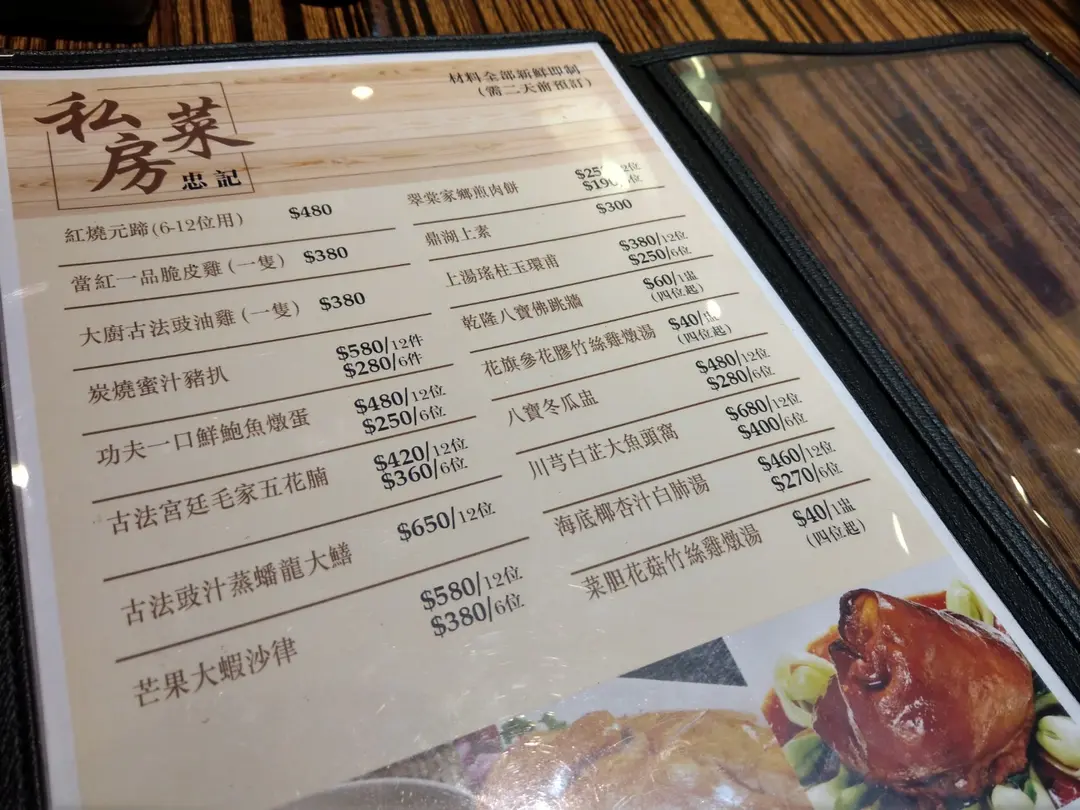 私房菜
忠記
材料全部新鮮即制
(需二天前預訂)
紅燒元蹄(6-12位用) $480
當紅一品脆皮雞(一隻) $380
大廚古法豉油雞(一隻) $380
炭燒蜜汁豬扒 $580/12件
$280/6件
功夫一口鮮鮑魚燉蛋 $480/12位
$250/6位
古法宮廷毛家五花腩 $420/12位
$360/6位
古法豉汁蒸蟠龍大鱔 $650/12位
芒果大蝦沙律 $580/12位
$380/6位
翠棠家鄉煎肉餅
鼎湖上素 $300
上湯瑤柱玉環甫 $380/12位
$250/6位
乾隆八寶佛跳牆 $60/1盅
(四位起)
花旗參花膠竹絲雞燉湯 $40/1盅
(四位起)
八寶冬瓜盅 $480/12位
$280/6位
川芎白芷大魚頭窩 $680/12位
$400/6位
海底椰杏汁白肺湯 $460/12位
$270/6位
菜胆花菇竹絲雞燉湯 $40/1盅
(四位起)